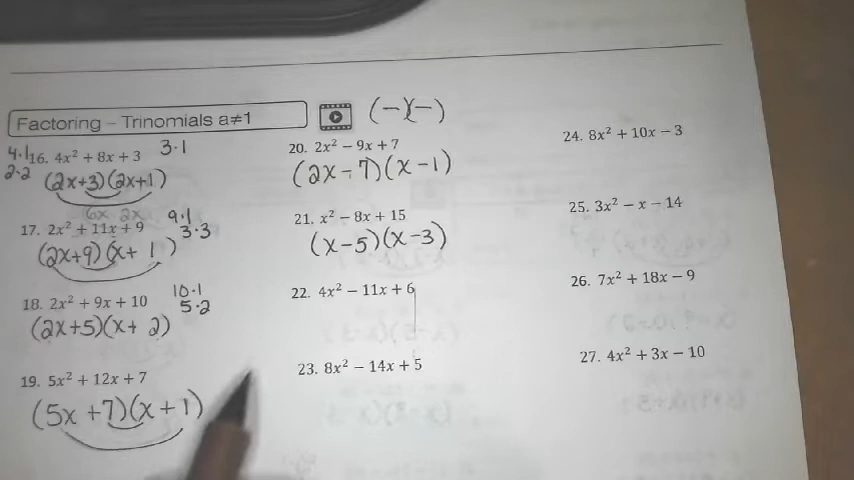 Factoring – Trinomials a≠1
(−)(−)
4·1
2·2
16. 4x² + 8x + 3
3·1
(2x+3)(2x+1)
6x 2x
17. 2x² + 11x + 9
9·1
3·3
(2x+9)(x+ 1)
18. 2x² + 9x + 10
10·1
5·2
(2x+5)(x+ 2)
19. 5x² + 12x + 7
(5x +7)(x+1)
20. 2x² − 9x + 7
(2x − 7)(x −1)
21. x² − 8x + 15
(x−5)(x−3)
22. 4x² − 11x + 6
23. 8x² − 14x + 5
24. 8x² + 10x − 3
25. 3x² − x − 14
26. 7x² + 18x − 9
27. 4x² + 3x − 10